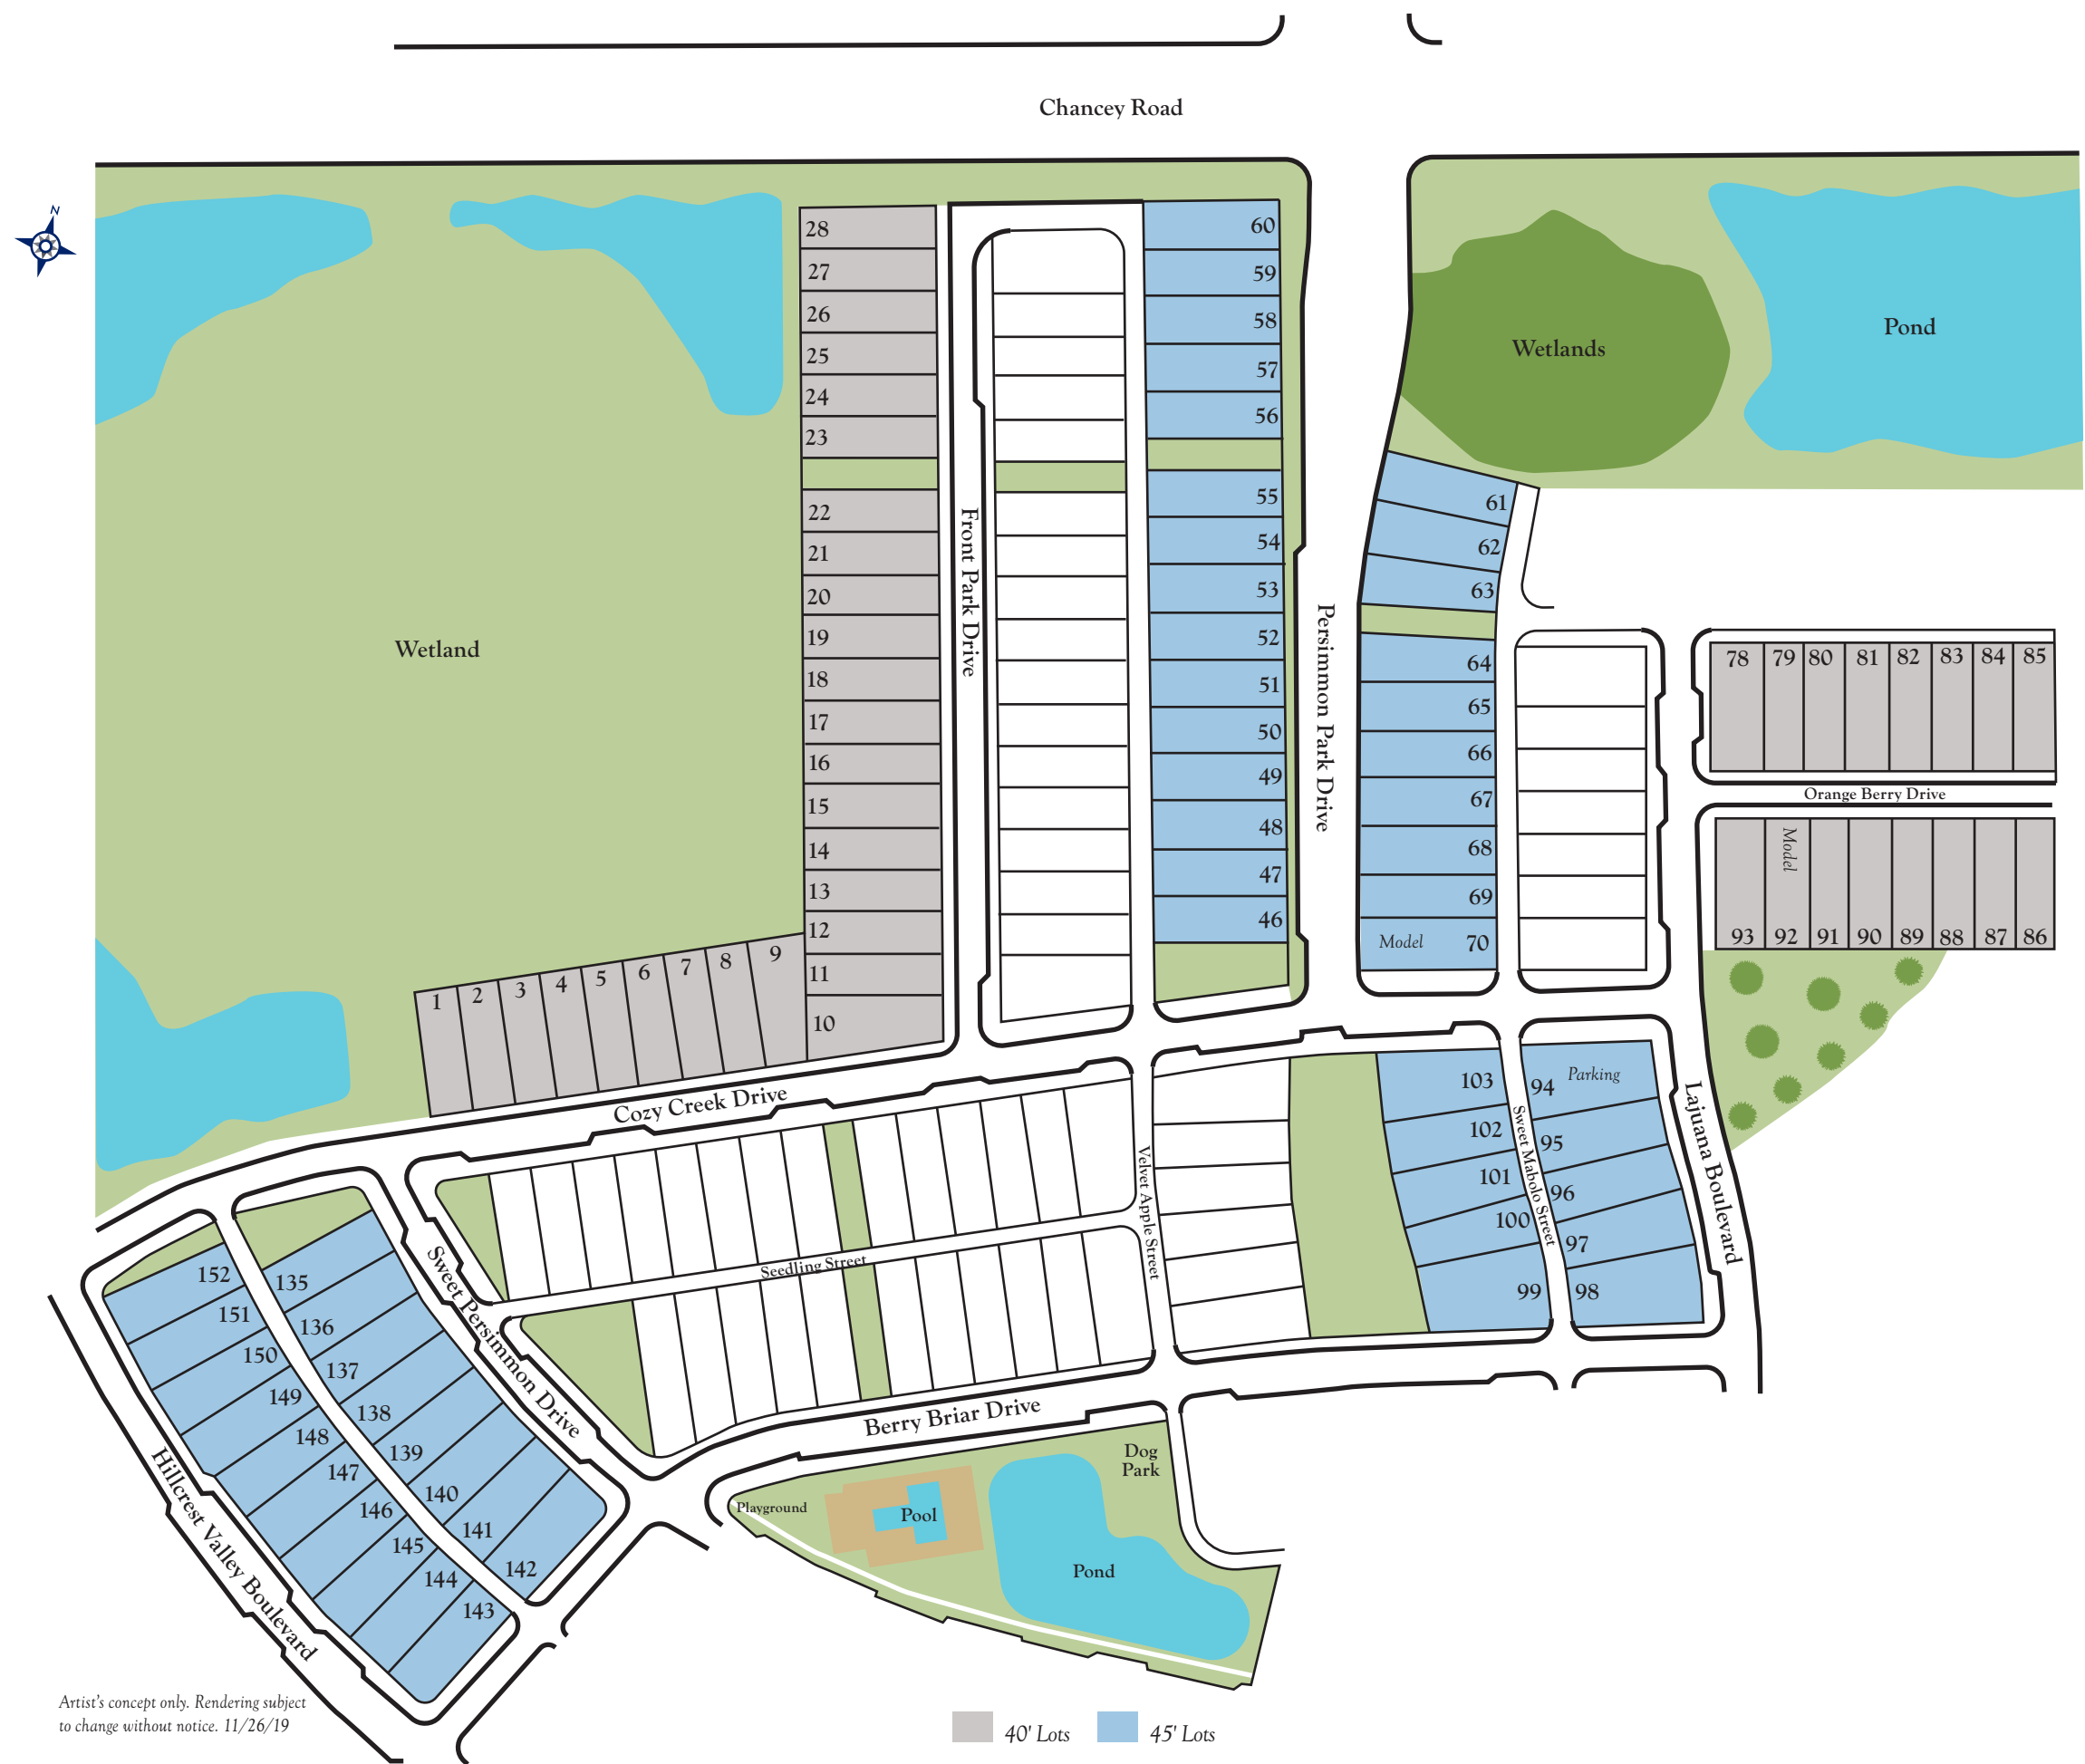 Chancey Road
N
28
27
26
25
24
23
22
21
20
19
18
17
16
15
14
13
12
11
10
1
2
3
4
5
6
7
8
9
Wetland
Front Park Drive
60
59
58
57
56
55
54
53
52
51
50
49
48
47
46
Persimmon Park Drive
Wetlands
Pond
61
62
63
64
65
66
67
68
69
Model 70
78 79 80 81 82 83 84 85
Orange Berry Drive
Model
93 92 91 90 89 88 87 86
Cozy Creek Drive
Velvet Apple Street
Seedling Street
103
102
101
100
99
Sweet Mabolo Street
94 Parking
95
96
97
98
Lajuana Boulevard
Sweet Persimmon Drive
152
151
150
149
148
147
146
145
144
143
135
136
137
138
139
140
141
142
Hillcrest Valley Boulevard
Berry Briar Drive
Dog
Park
Playground
Pool
Pond
Artist's concept only. Rendering subject
to change without notice. 11/26/19
40' Lots
45' Lots